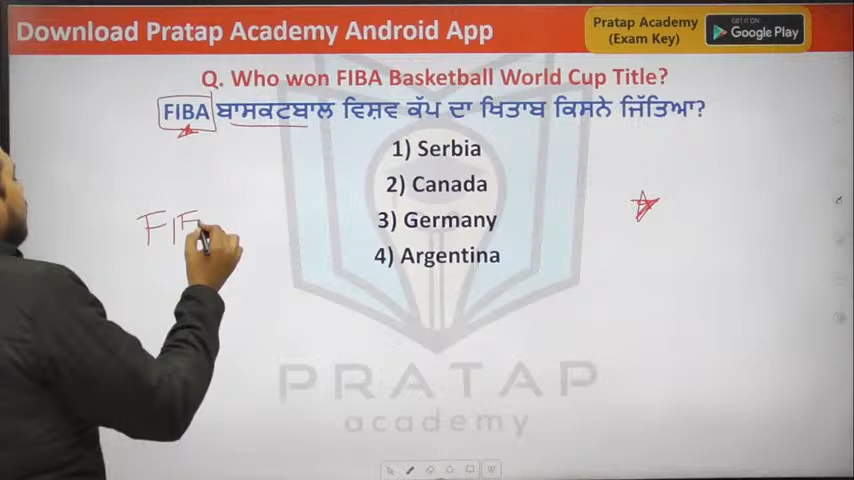 Download Pratap Academy Android App
Pratap Academy
(Exam Key)
GET IT ON
Google Play
Q. Who won FIBA Basketball World Cup Title?
FIBA ਬਾਸਕਟਬਾਲ ਵਿਸ਼ਵ ਕੱਪ ਦਾ ਖਿਤਾਬ ਕਿਸਨੇ ਜਿੱਤਿਆ?
1) Serbia
2) Canada
3) Germany
4) Argentina
FIF
PRATAP
academy